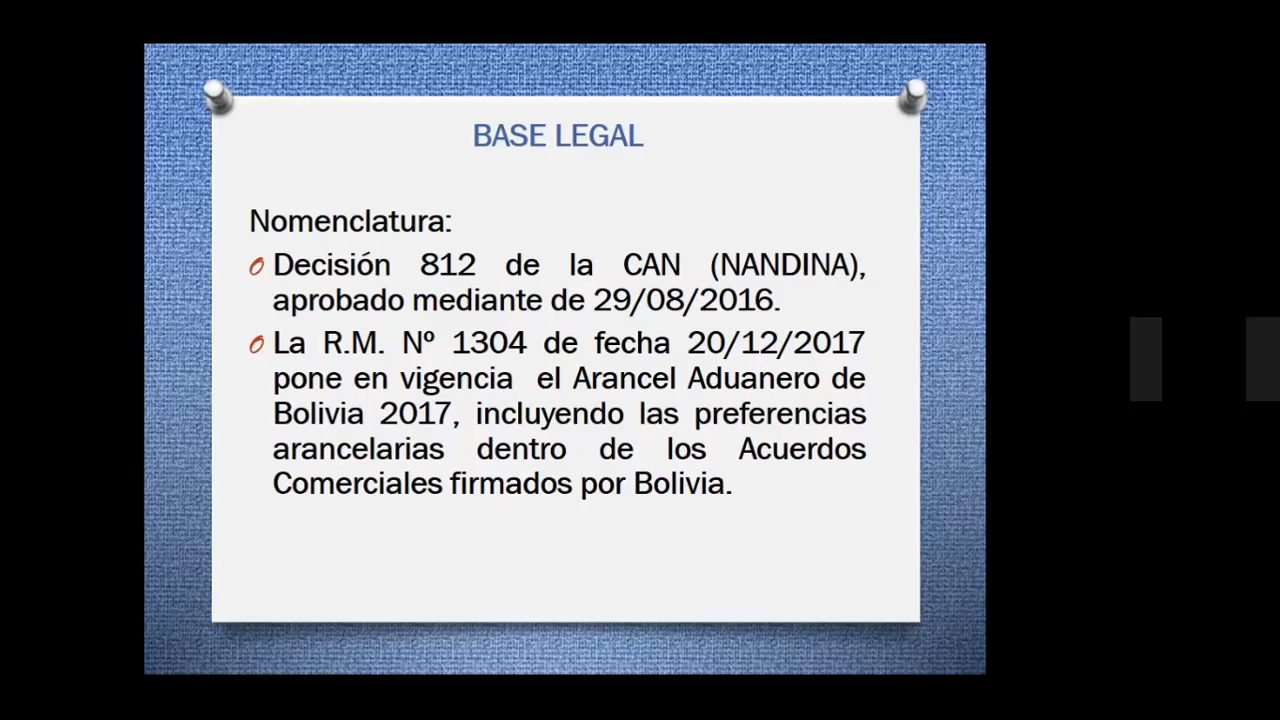 BASE LEGAL
Nomenclatura:
Decisión 812 de la CAN (NANDINA),
aprobado mediante de 29/08/2016.
La R.M. Nº 1304 de fecha 20/12/2017
pone en vigencia el Arancel Aduanero de
Bolivia 2017, incluyendo las preferencias
arancelarias dentro de los Acuerdos
Comerciales firmados por Bolivia.